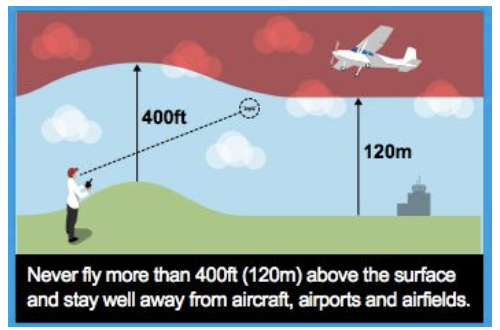 400ft
120m
Never fly more than 400ft (120m) above the surface
and stay well away from aircraft, airports and airfields.